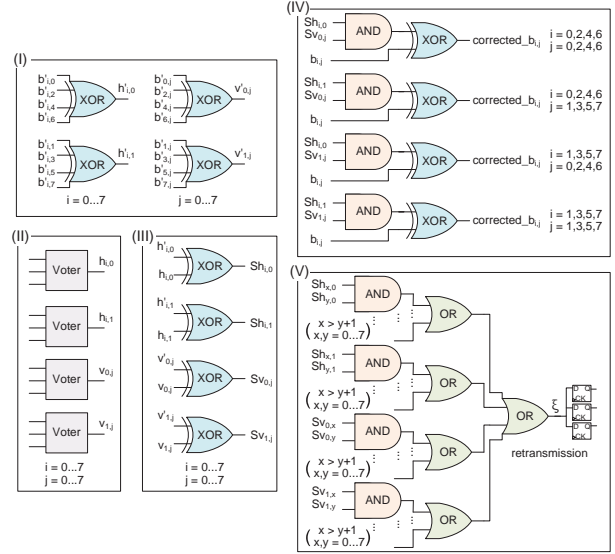 (I)
b'i,0
b'i,2
b'i,4
b'i,6
XOR
h'i,0
b'0,j
b'2,j
b'4,j
b'6,j
XOR
v'0,j
b'i,1
b'i,3
b'i,5
b'i,7
XOR
h'i,1
b'1,j
b'3,j
b'5,j
b'7,j
XOR
v'1,j
i = 0...7
j = 0...7
(II)
Voter
hi,0
Voter
hi,1
Voter
v0,j
Voter
v1,j
i = 0...7
j = 0...7
(III)
h'i,0
hi,0
XOR
Shi,0
h'i,1
hi,1
XOR
Shi,1
v'0,j
v0,j
XOR
Sv0,j
v'1,j
v1,j
XOR
Sv1,j
i = 0...7
j = 0...7
(IV)
Shi,0
Sv0,j
AND
bi,j
XOR
corrected_bi,j
i = 0,2,4,6
j = 0,2,4,6
Shi,1
Sv0,j
AND
bi,j
XOR
corrected_bi,j
i = 0,2,4,6
j = 1,3,5,7
Shi,0
Sv1,j
AND
bi,j
XOR
corrected_bi,j
i = 1,3,5,7
j = 0,2,4,6
Shi,1
Sv1,j
AND
bi,j
XOR
corrected_bi,j
i = 1,3,5,7
j = 1,3,5,7
(V)
Shx,0
Shy,0
AND
( x > y+1
x,y = 0...7 )
OR
Shx,1
Shy,1
AND
( x > y+1
x,y = 0...7 )
OR
Sv0,x
Sv0,y
AND
( x > y+1
x,y = 0...7 )
OR
Sv1,x
Sv1,y
AND
( x > y+1
x,y = 0...7 )
OR
OR
ξ
D Q
CK
D Q
CK
D Q
CK
retransmission